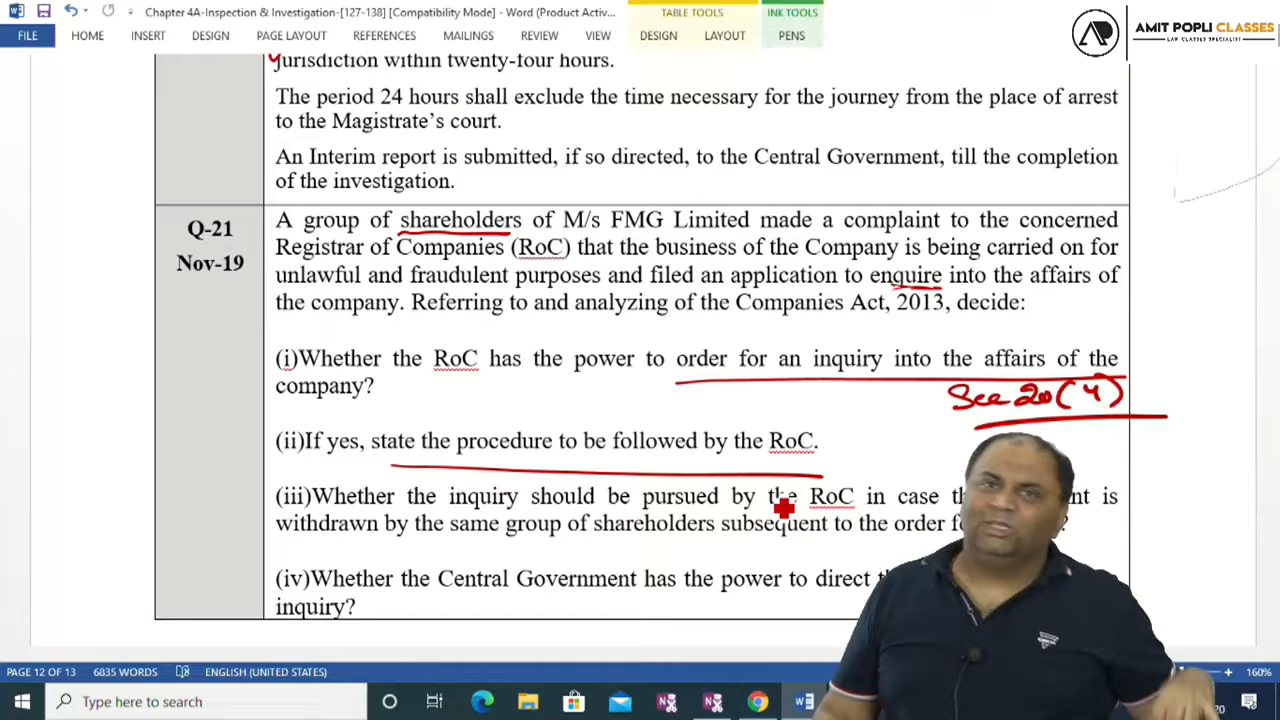 Chapter 4A-Inspection & Investigation-[127-138] [Compatibility Mode] - Word (Product Activ...
TABLE TOOLS
INK TOOLS
FILE HOME INSERT DESIGN PAGE LAYOUT REFERENCES MAILINGS REVIEW VIEW DESIGN LAYOUT PENS
AMIT POPLI CLASSES
LAW CLASSES SPECIALIST
jurisdiction within twenty-four hours.
The period 24 hours shall exclude the time necessary for the journey from the place of arrest
to the Magistrate's court.
An Interim report is submitted, if so directed, to the Central Government, till the completion
of the investigation.
Q-21
Nov-19
A group of shareholders of M/s FMG Limited made a complaint to the concerned
Registrar of Companies (RoC) that the business of the Company is being carried on for
unlawful and fraudulent purposes and filed an application to enquire into the affairs of
the company. Referring to and analyzing of the Companies Act, 2013, decide:
(i)Whether the RoC has the power to order for an inquiry into the affairs of the
company?
See 20(4)
(ii)If yes, state the procedure to be followed by the RoC.
(iii)Whether the inquiry should be pursued by the RoC in case is
withdrawn by the same group of shareholders subsequent to the order
(iv)Whether the Central Government has the power to direct
inquiry?
PAGE 12 OF 13 6835 WORDS ENGLISH (UNITED STATES) 160%
Type here to search